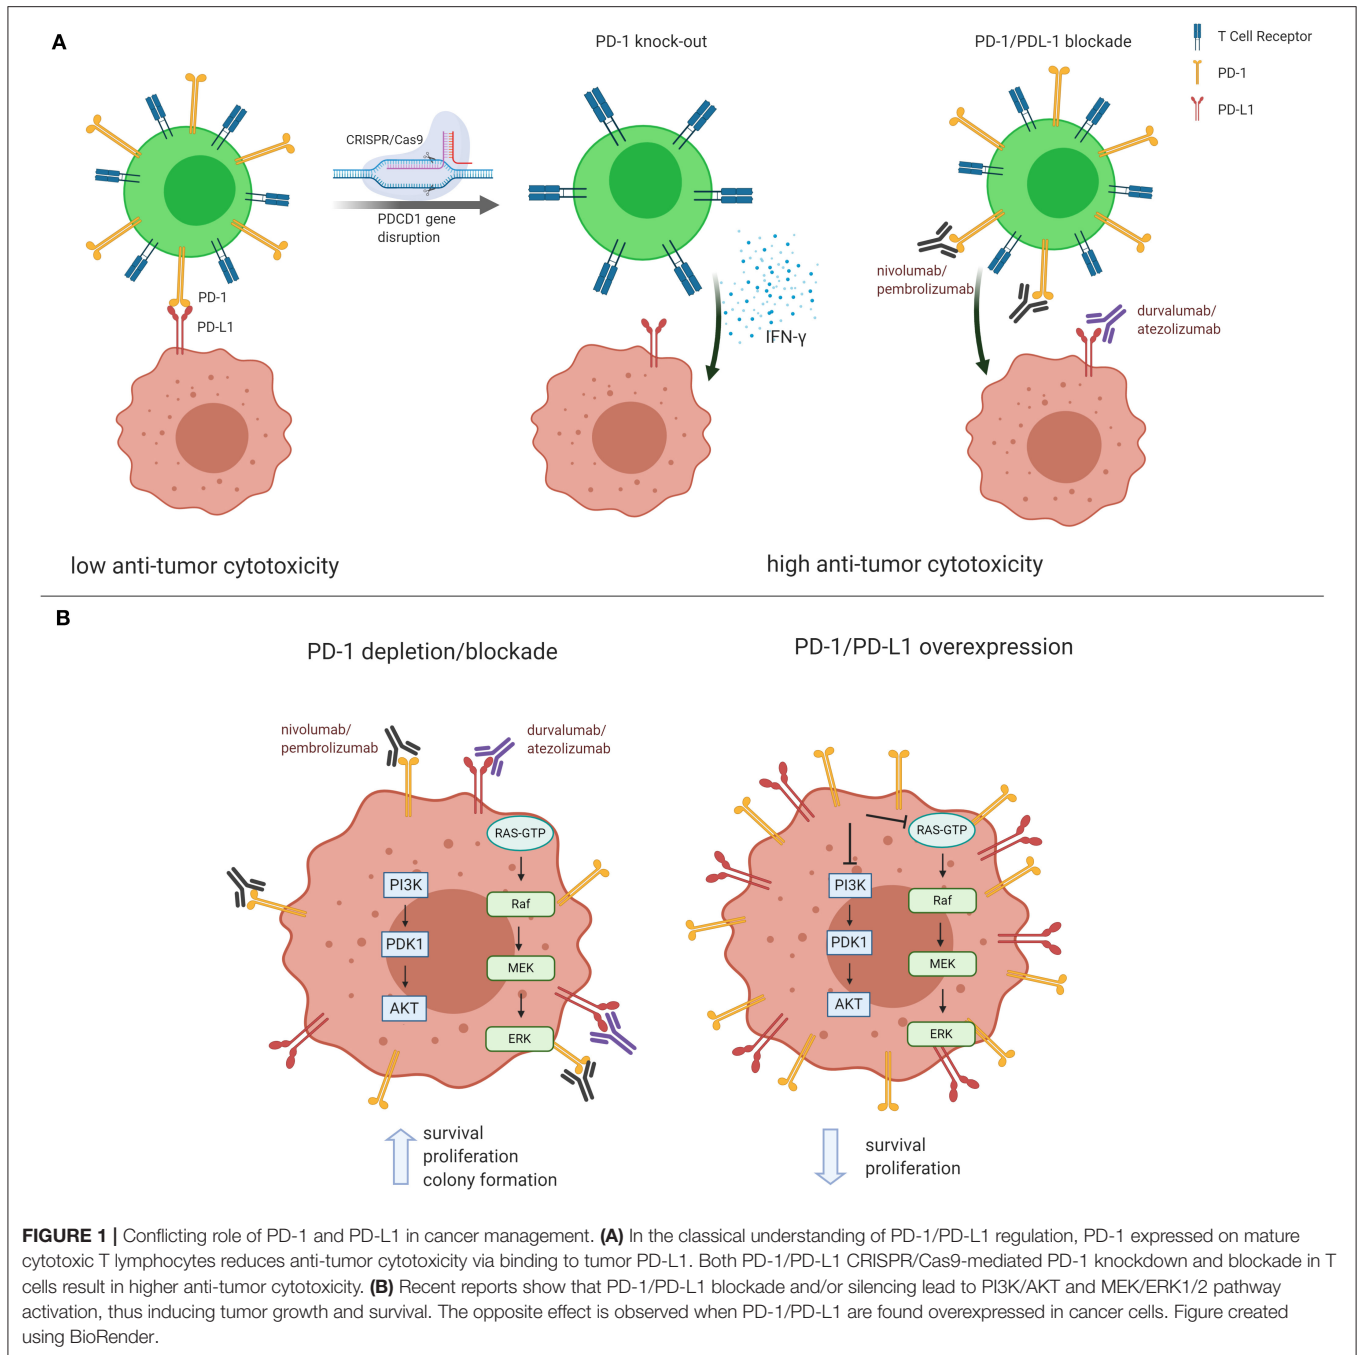 A
PD-1 knock-out
PD-1/PDL-1 blockade
T Cell Receptor
PD-1
PD-L1
CRISPR/Cas9
PDCD1 gene
disruption
PD-1
PD-L1
IFN-γ
nivolumab/
pembrolizumab
durvalumab/
atezolizumab
low anti-tumor cytotoxicity
high anti-tumor cytotoxicity
B
PD-1 depletion/blockade
PD-1/PD-L1 overexpression
nivolumab/
pembrolizumab
durvalumab/
atezolizumab
RAS-GTP
PI3K
Raf
PDK1
MEK
AKT
ERK
RAS-GTP
PI3K
Raf
PDK1
MEK
AKT
ERK
survival
proliferation
colony formation
survival
proliferation
FIGURE 1 | Conflicting role of PD-1 and PD-L1 in cancer management. (A) In the classical understanding of PD-1/PD-L1 regulation, PD-1 expressed on mature
cytotoxic T lymphocytes reduces anti-tumor cytotoxicity via binding to tumor PD-L1. Both PD-1/PD-L1 CRISPR/Cas9-mediated PD-1 knockdown and blockade in T
cells result in higher anti-tumor cytotoxicity. (B) Recent reports show that PD-1/PD-L1 blockade and/or silencing lead to PI3K/AKT and MEK/ERK1/2 pathway
activation, thus inducing tumor growth and survival. The opposite effect is observed when PD-1/PD-L1 are found overexpressed in cancer cells. Figure created
using BioRender.